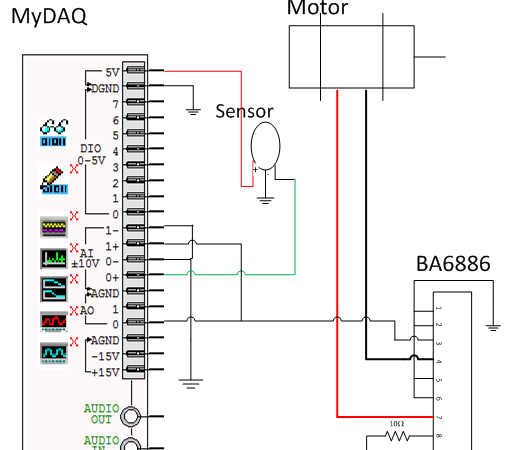 MyDAQ
Motor
5V
DGND
7
6
5
4
3
2
1
0
DIO
0-5V
Sensor
+
-
1-
1+
0-
0+
AI
±10V
AGND
AO
1
0
AGND
-15V
+15V
AUDIO
OUT
AUDIO
IN
BA6886
1
2
3
4
5
6
7
8
10Ω